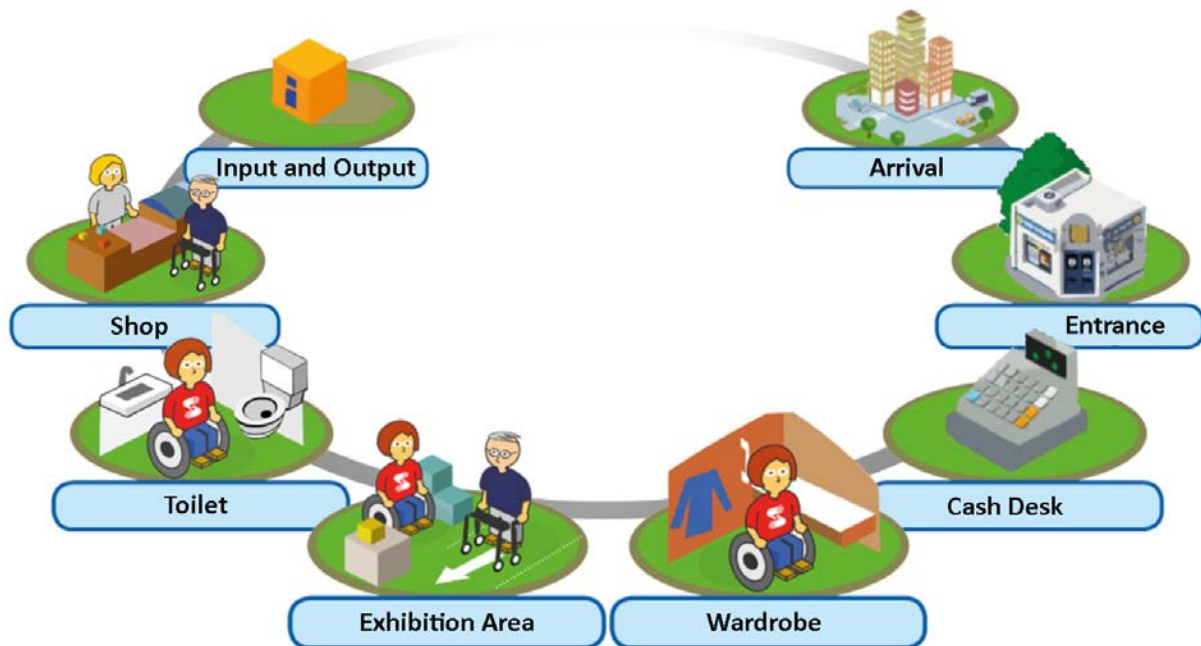 Input and Output
Arrival
Shop
Entrance
Toilet
Cash Desk
Exhibition Area
Wardrobe